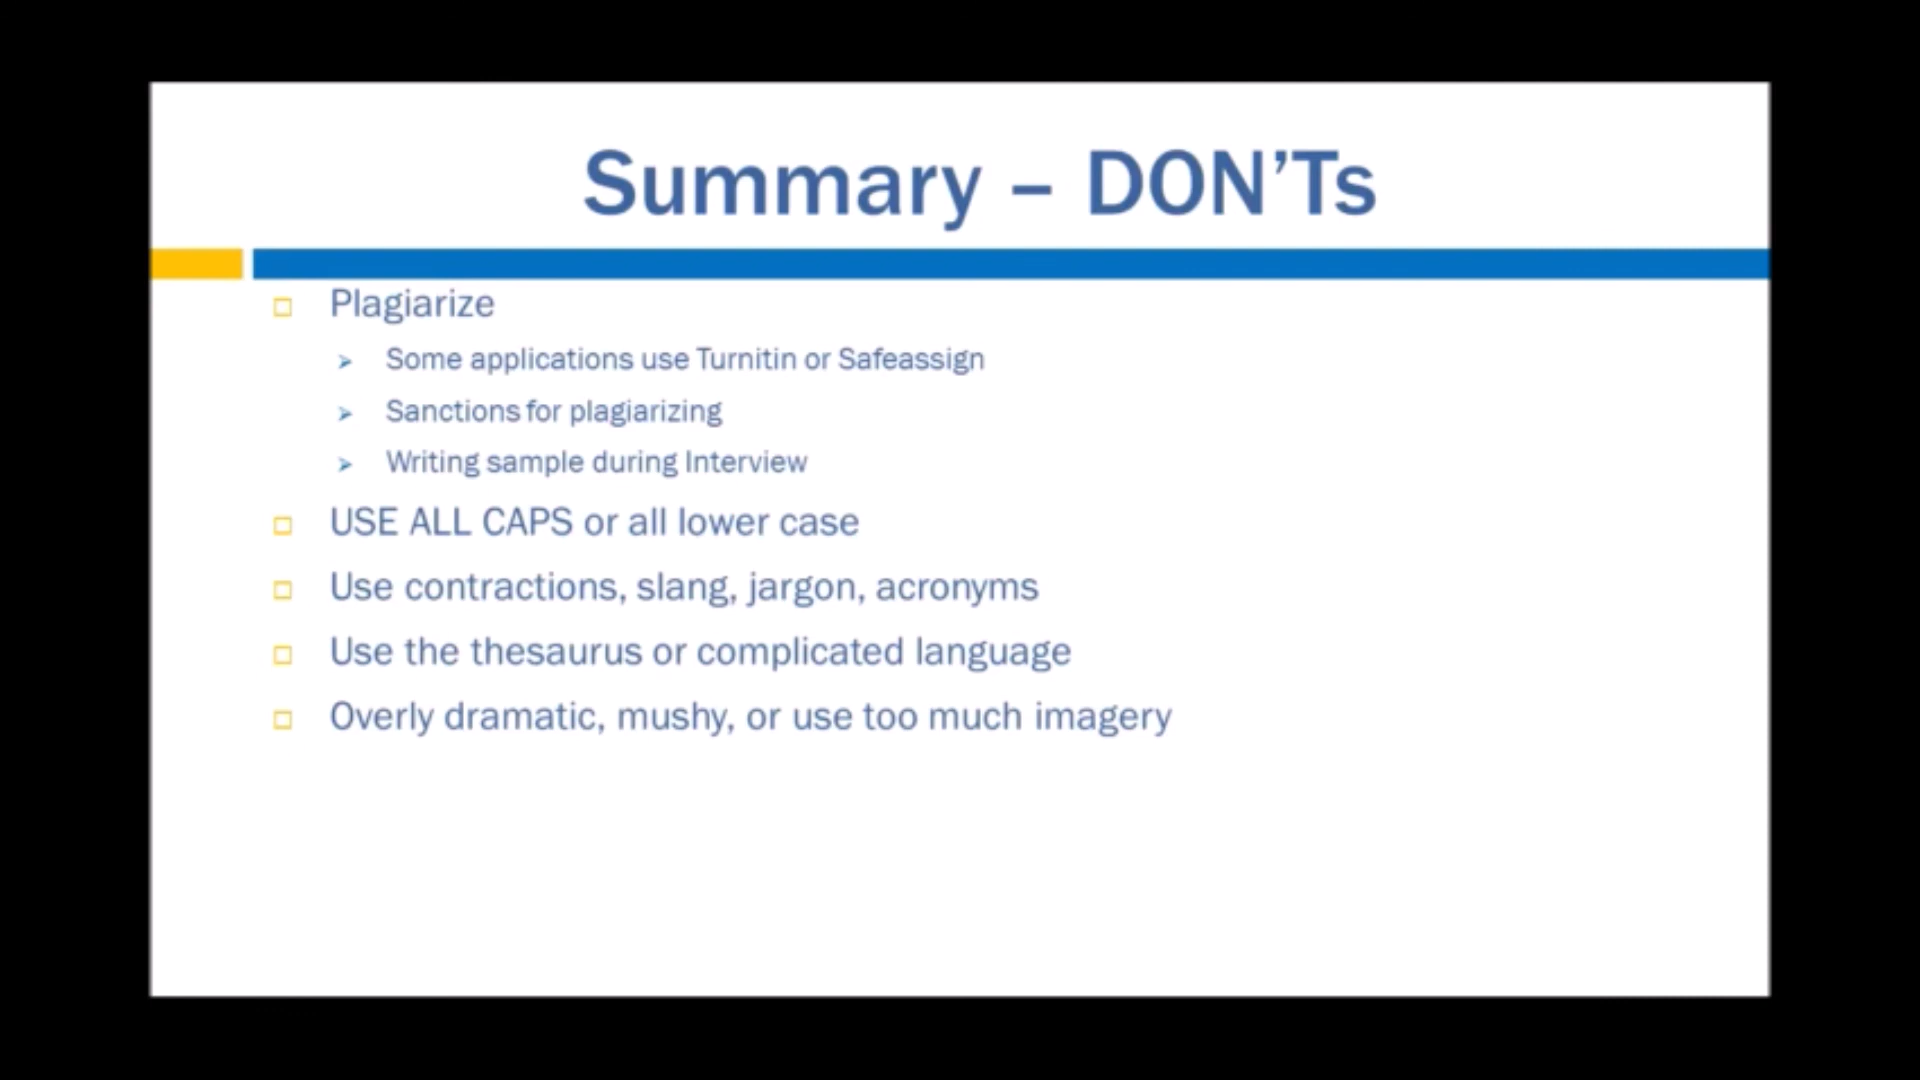 Summary – DON’Ts
Plagiarize
Some applications use Turnitin or Safeassign
Sanctions for plagiarizing
Writing sample during Interview
USE ALL CAPS or all lower case
Use contractions, slang, jargon, acronyms
Use the thesaurus or complicated language
Overly dramatic, mushy, or use too much imagery